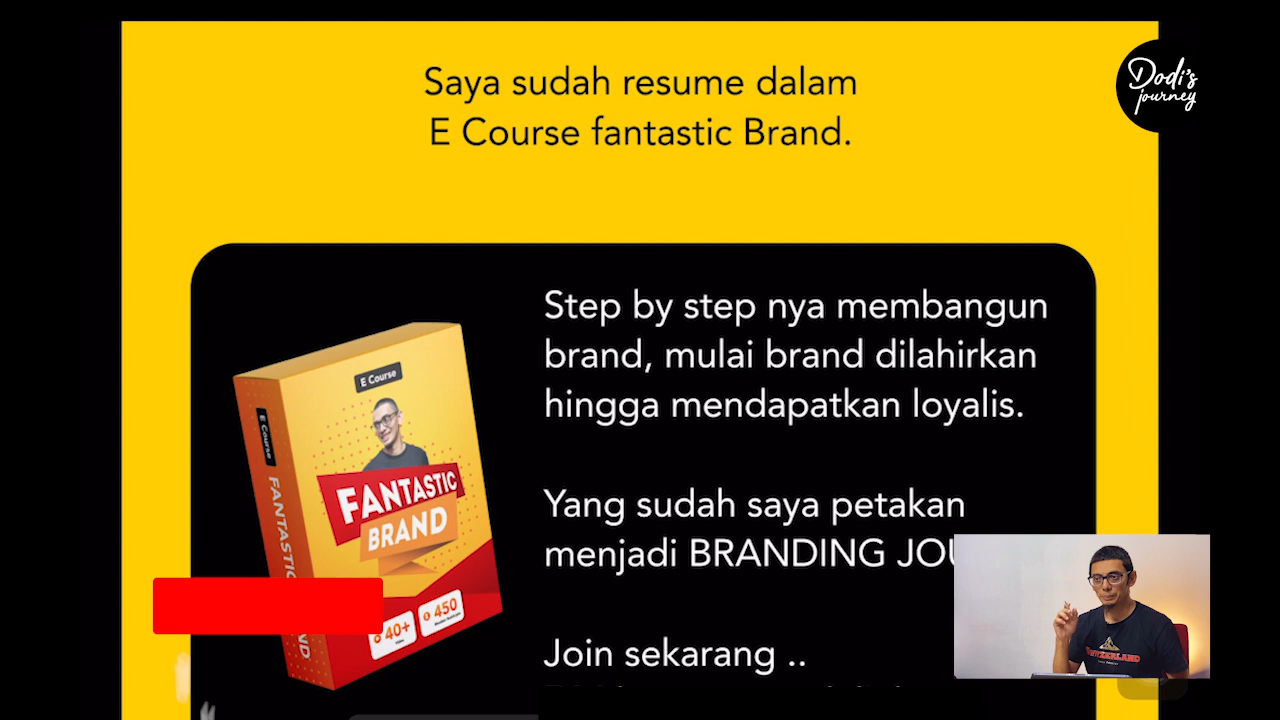 Saya sudah resume dalam
E Course fantastic Brand.
Dodi's
journey
Step by step nya membangun
brand, mulai brand dilahirkan
hingga mendapatkan loyalis.
Yang sudah saya petakan
menjadi BRANDING
Join sekarang ..
E Course
FANTASTIC
BRAND
40+
450
E Course
FANTASTIC